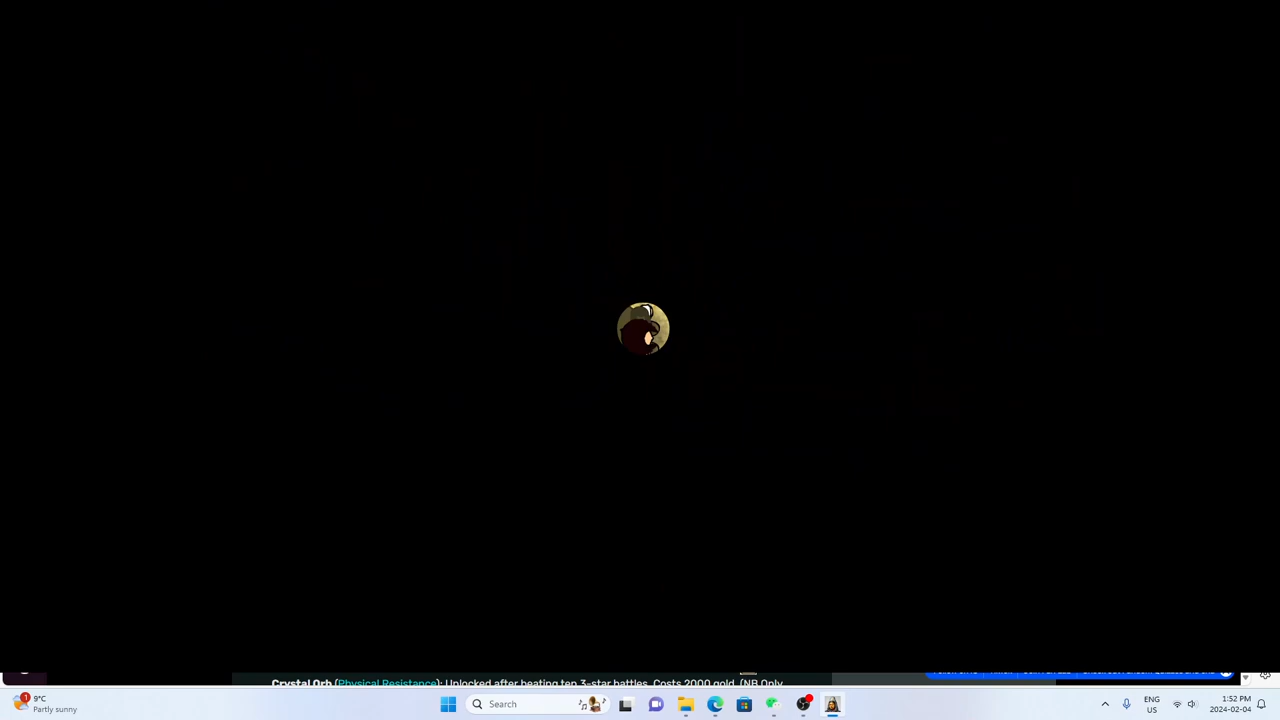 Crystal Orb (Physical Resistance): Unlocked after beating ten 3-star battles. Costs 2000 gold. (NB Only
1
9°C
Partly sunny
Search
ENG
US
1:52 PM
2024-02-04